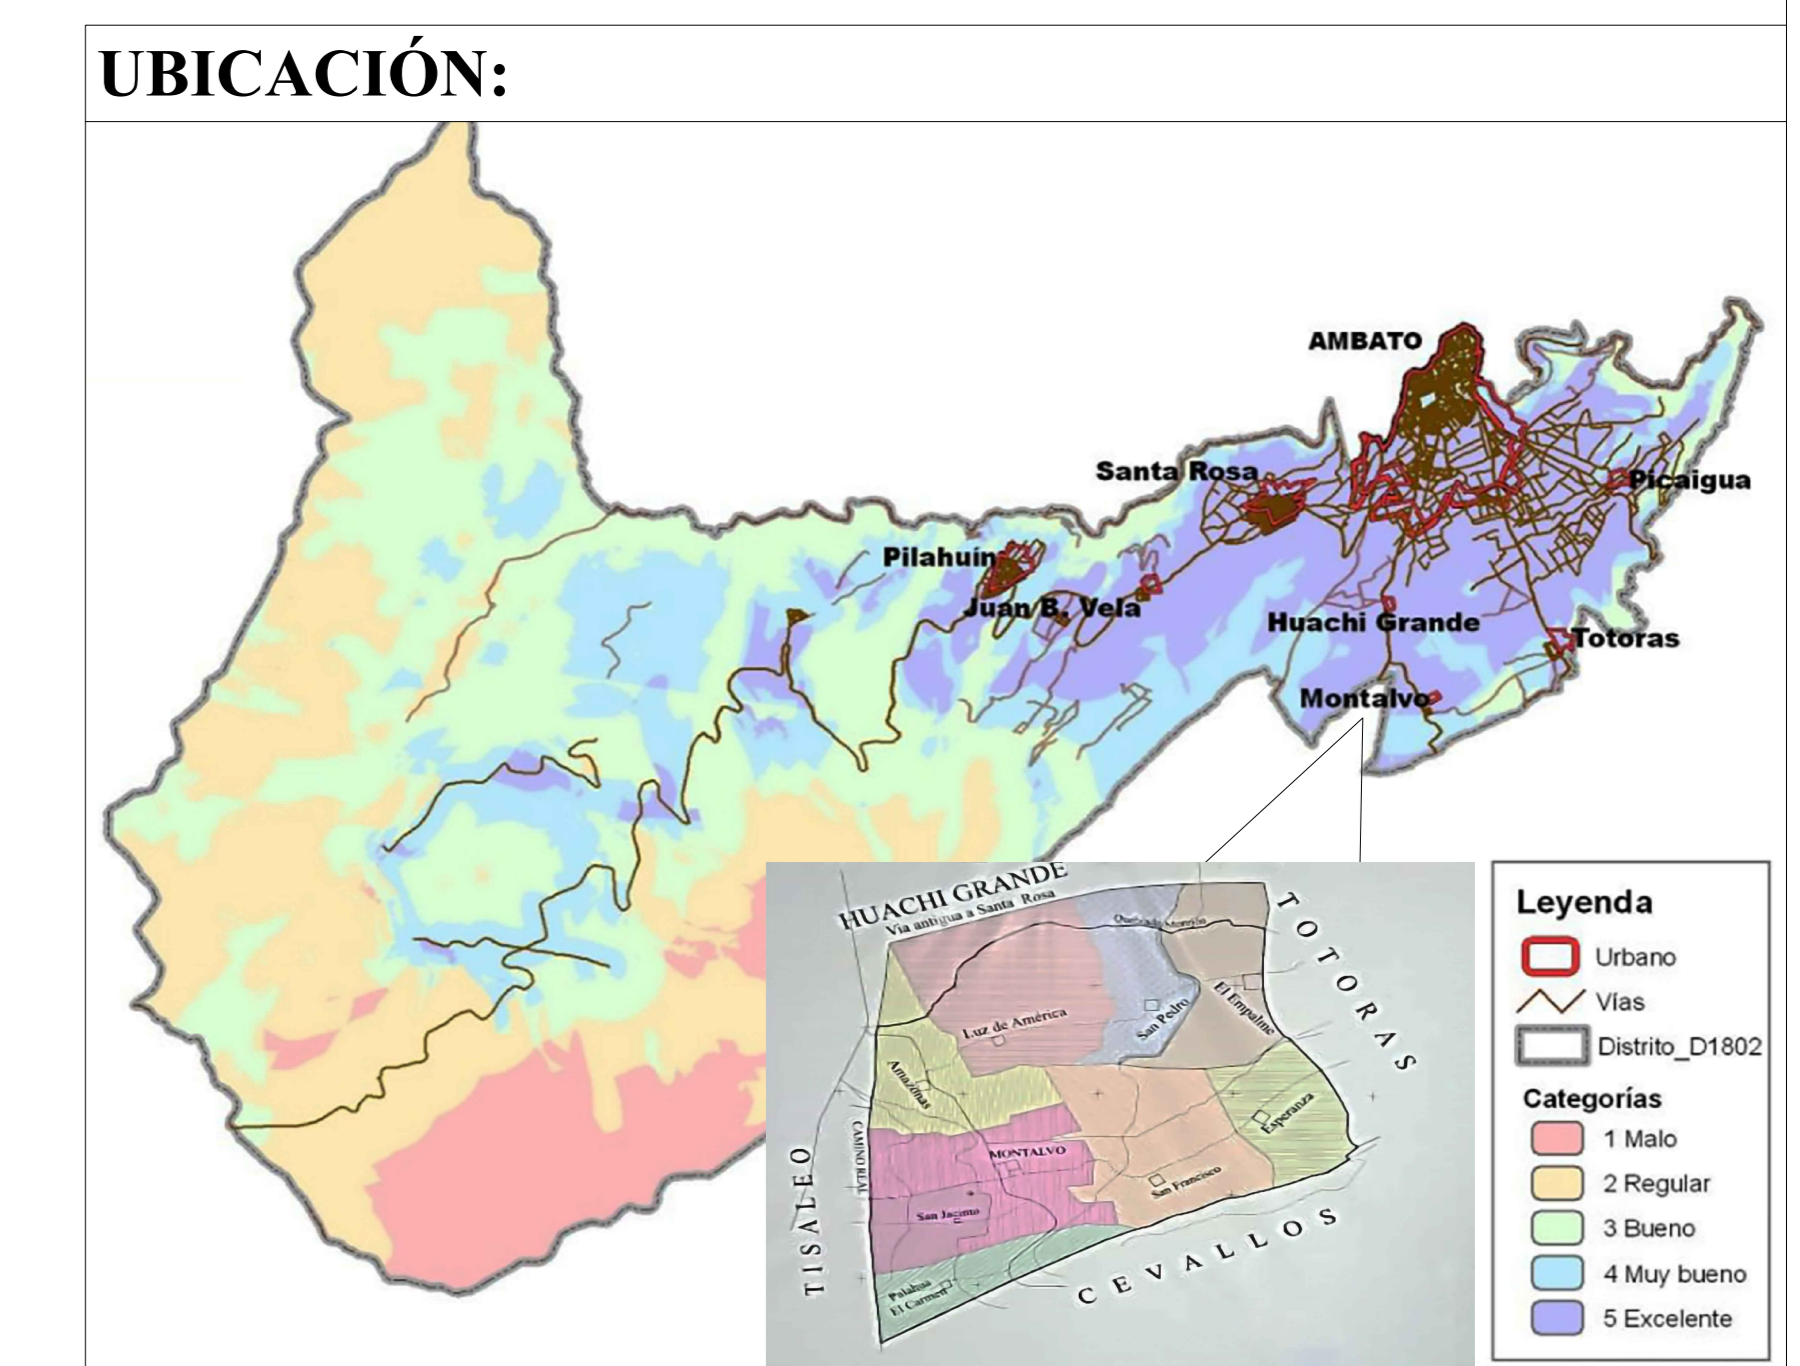 UBICACIÓN:
AMBATO
Santa Rosa
Picaigua
Pilahuín
Juan B. Vela
Huachi Grande
Totoras
Montalvo
HUACHI GRANDE
Via antigua a Santa Rosa
TOTORAS
Luz de América
San Pedro
El Empalme
Amazonas
Esperanza
CAMINO REAL
MONTALVO
San Francisco
San Jacinto
TISALEO
CEVALLOS
Palahua
El Carmen
Leyenda
Urbano
Vías
Distrito_D1802
Categorías
1 Malo
2 Regular
3 Bueno
4 Muy bueno
5 Excelente